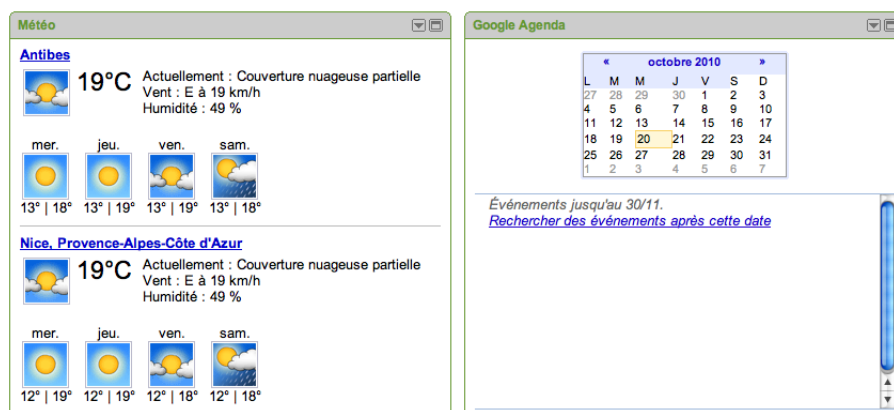 Météo
Antibes
19°C
Actuellement : Couverture nuageuse partielle
Vent : E à 19 km/h
Humidité : 49 %
mer. jeu. ven. sam.
13° | 18° 13° | 19° 13° | 19° 13° | 18°
Nice, Provence-Alpes-Côte d'Azur
19°C
Actuellement : Couverture nuageuse partielle
Vent : E à 19 km/h
Humidité : 49 %
mer. jeu. ven. sam.
12° | 19° 12° | 19° 12° | 18° 12° | 18°
Google Agenda
« octobre 2010 »
L M M J V S D
27 28 29 30 1 2 3
4 5 6 7 8 9 10
11 12 13 14 15 16 17
18 19 20 21 22 23 24
25 26 27 28 29 30 31
1 2 3 4 5 6 7
Événements jusqu'au 30/11.
Rechercher des événements après cette date